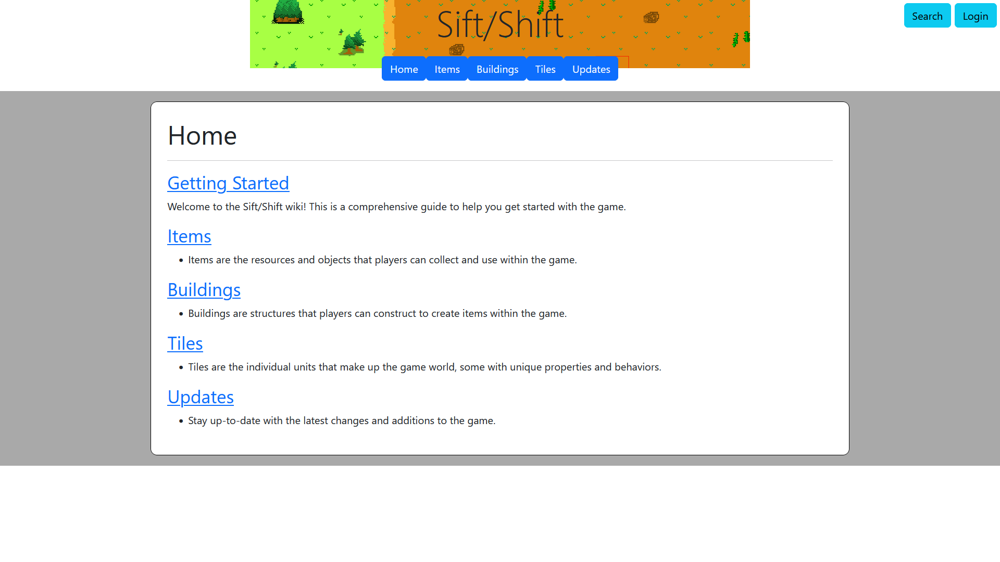 Sift/Shift
Search Login
Home Items Buildings Tiles Updates
Home
Getting Started
Welcome to the Sift/Shift wiki! This is a comprehensive guide to help you get started with the game.
Items
• Items are the resources and objects that players can collect and use within the game.
Buildings
• Buildings are structures that players can construct to create items within the game.
Tiles
• Tiles are the individual units that make up the game world, some with unique properties and behaviors.
Updates
• Stay up-to-date with the latest changes and additions to the game.